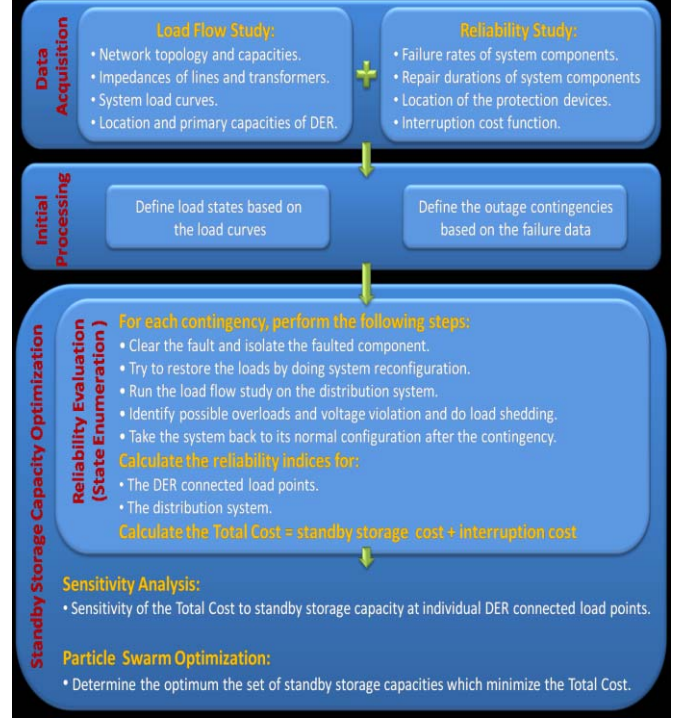 Data
Acquisition
Load Flow Study:
• Network topology and capacities.
• Impedances of lines and transformers.
• System load curves.
• Location and primary capacities of DER.
+
Reliability Study:
• Failure rates of system components.
• Repair durations of system components
• Location of the protection devices.
• Interruption cost function.
Initial
Processing
Define load states based on
the load curves
Define the outage contingencies
based on the failure data
Standby Storage Capacity Optimization
Reliability Evaluation
(State Enumeration )
For each contingency, perform the following steps:
• Clear the fault and isolate the faulted component.
• Try to restore the loads by doing system reconfiguration.
• Run the load flow study on the distribution system.
• Identify possible overloads and voltage violation and do load shedding.
• Take the system back to its normal configuration after the contingency.
Calculate the reliability indices for:
• The DER connected load points.
• The distribution system.
Calculate the Total Cost = standby storage cost + interruption cost
Sensitivity Analysis:
• Sensitivity of the Total Cost to standby storage capacity at individual DER connected load points.
Particle Swarm Optimization:
• Determine the optimum the set of standby storage capacities which minimize the Total Cost.